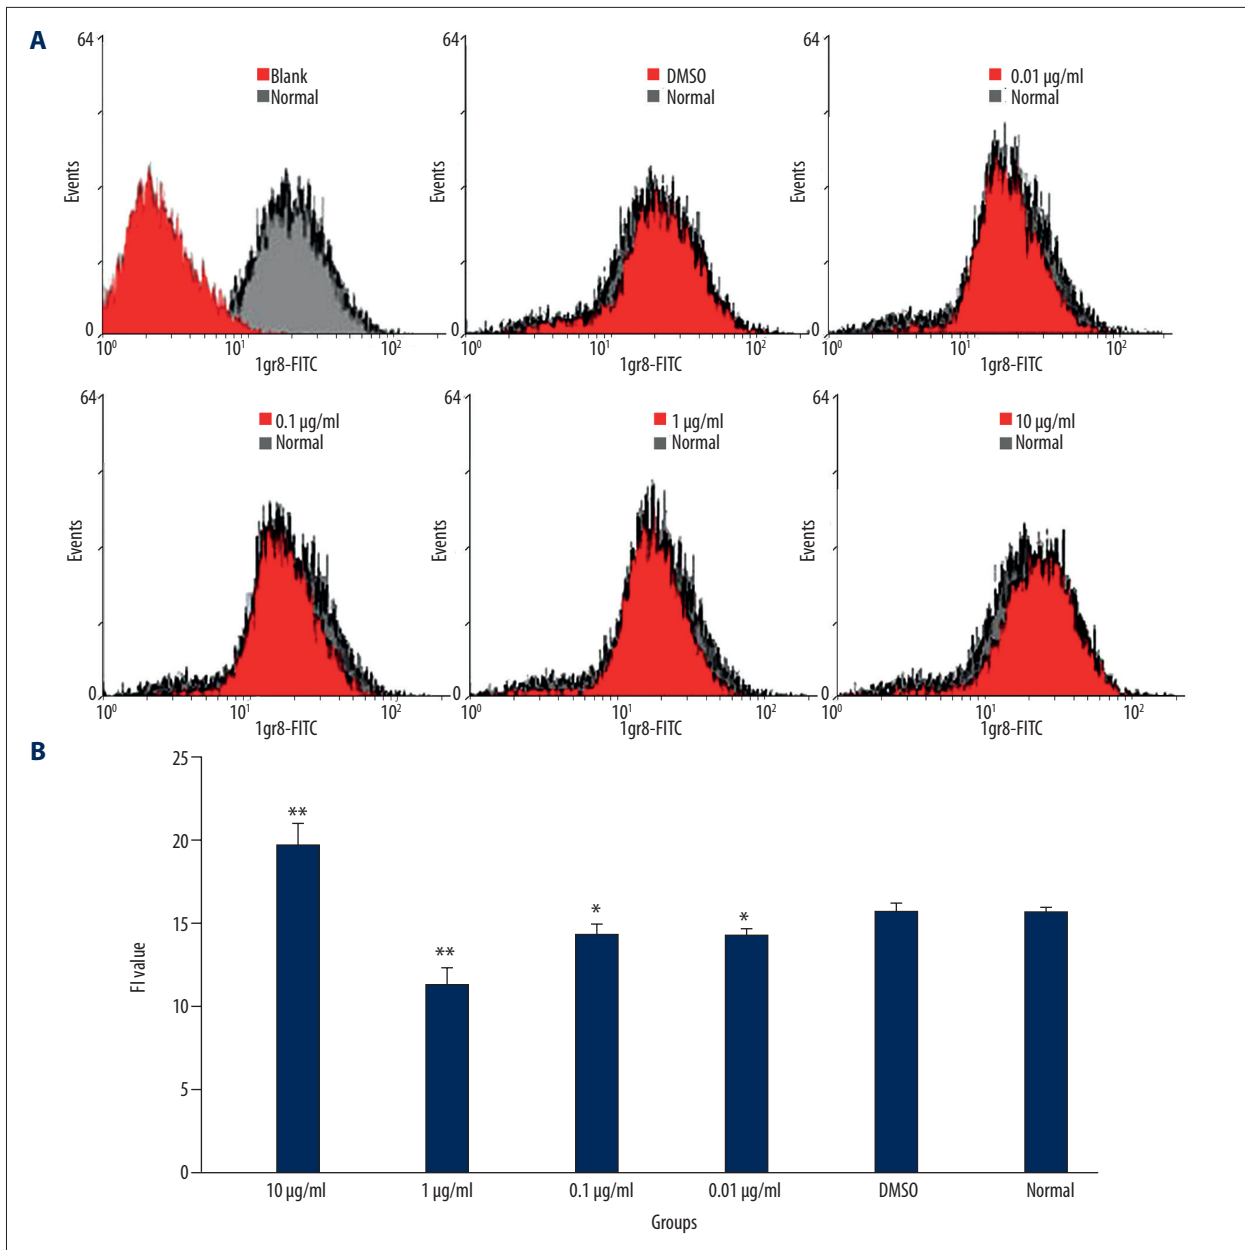 A
64
Blank
Normal
Events
0
10⁰ 10¹ 10²
1gr8-FITC
64
DMSO
Normal
Events
0
10⁰ 10¹ 10²
1gr8-FITC
64
0.01 µg/ml
Normal
Events
0
10⁰ 10¹ 10²
1gr8-FITC
64
0.1 µg/ml
Normal
Events
0
10⁰ 10¹ 10²
1gr8-FITC
64
1 µg/ml
Normal
Events
0
10⁰ 10¹ 10²
1gr8-FITC
64
10 µg/ml
Normal
Events
0
10⁰ 10¹ 10²
1gr8-FITC
B
25
20
15
10
5
0
FI value
**
**
*
*
10 µg/ml 1 µg/ml 0.1 µg/ml 0.01 µg/ml DMSO Normal
Groups